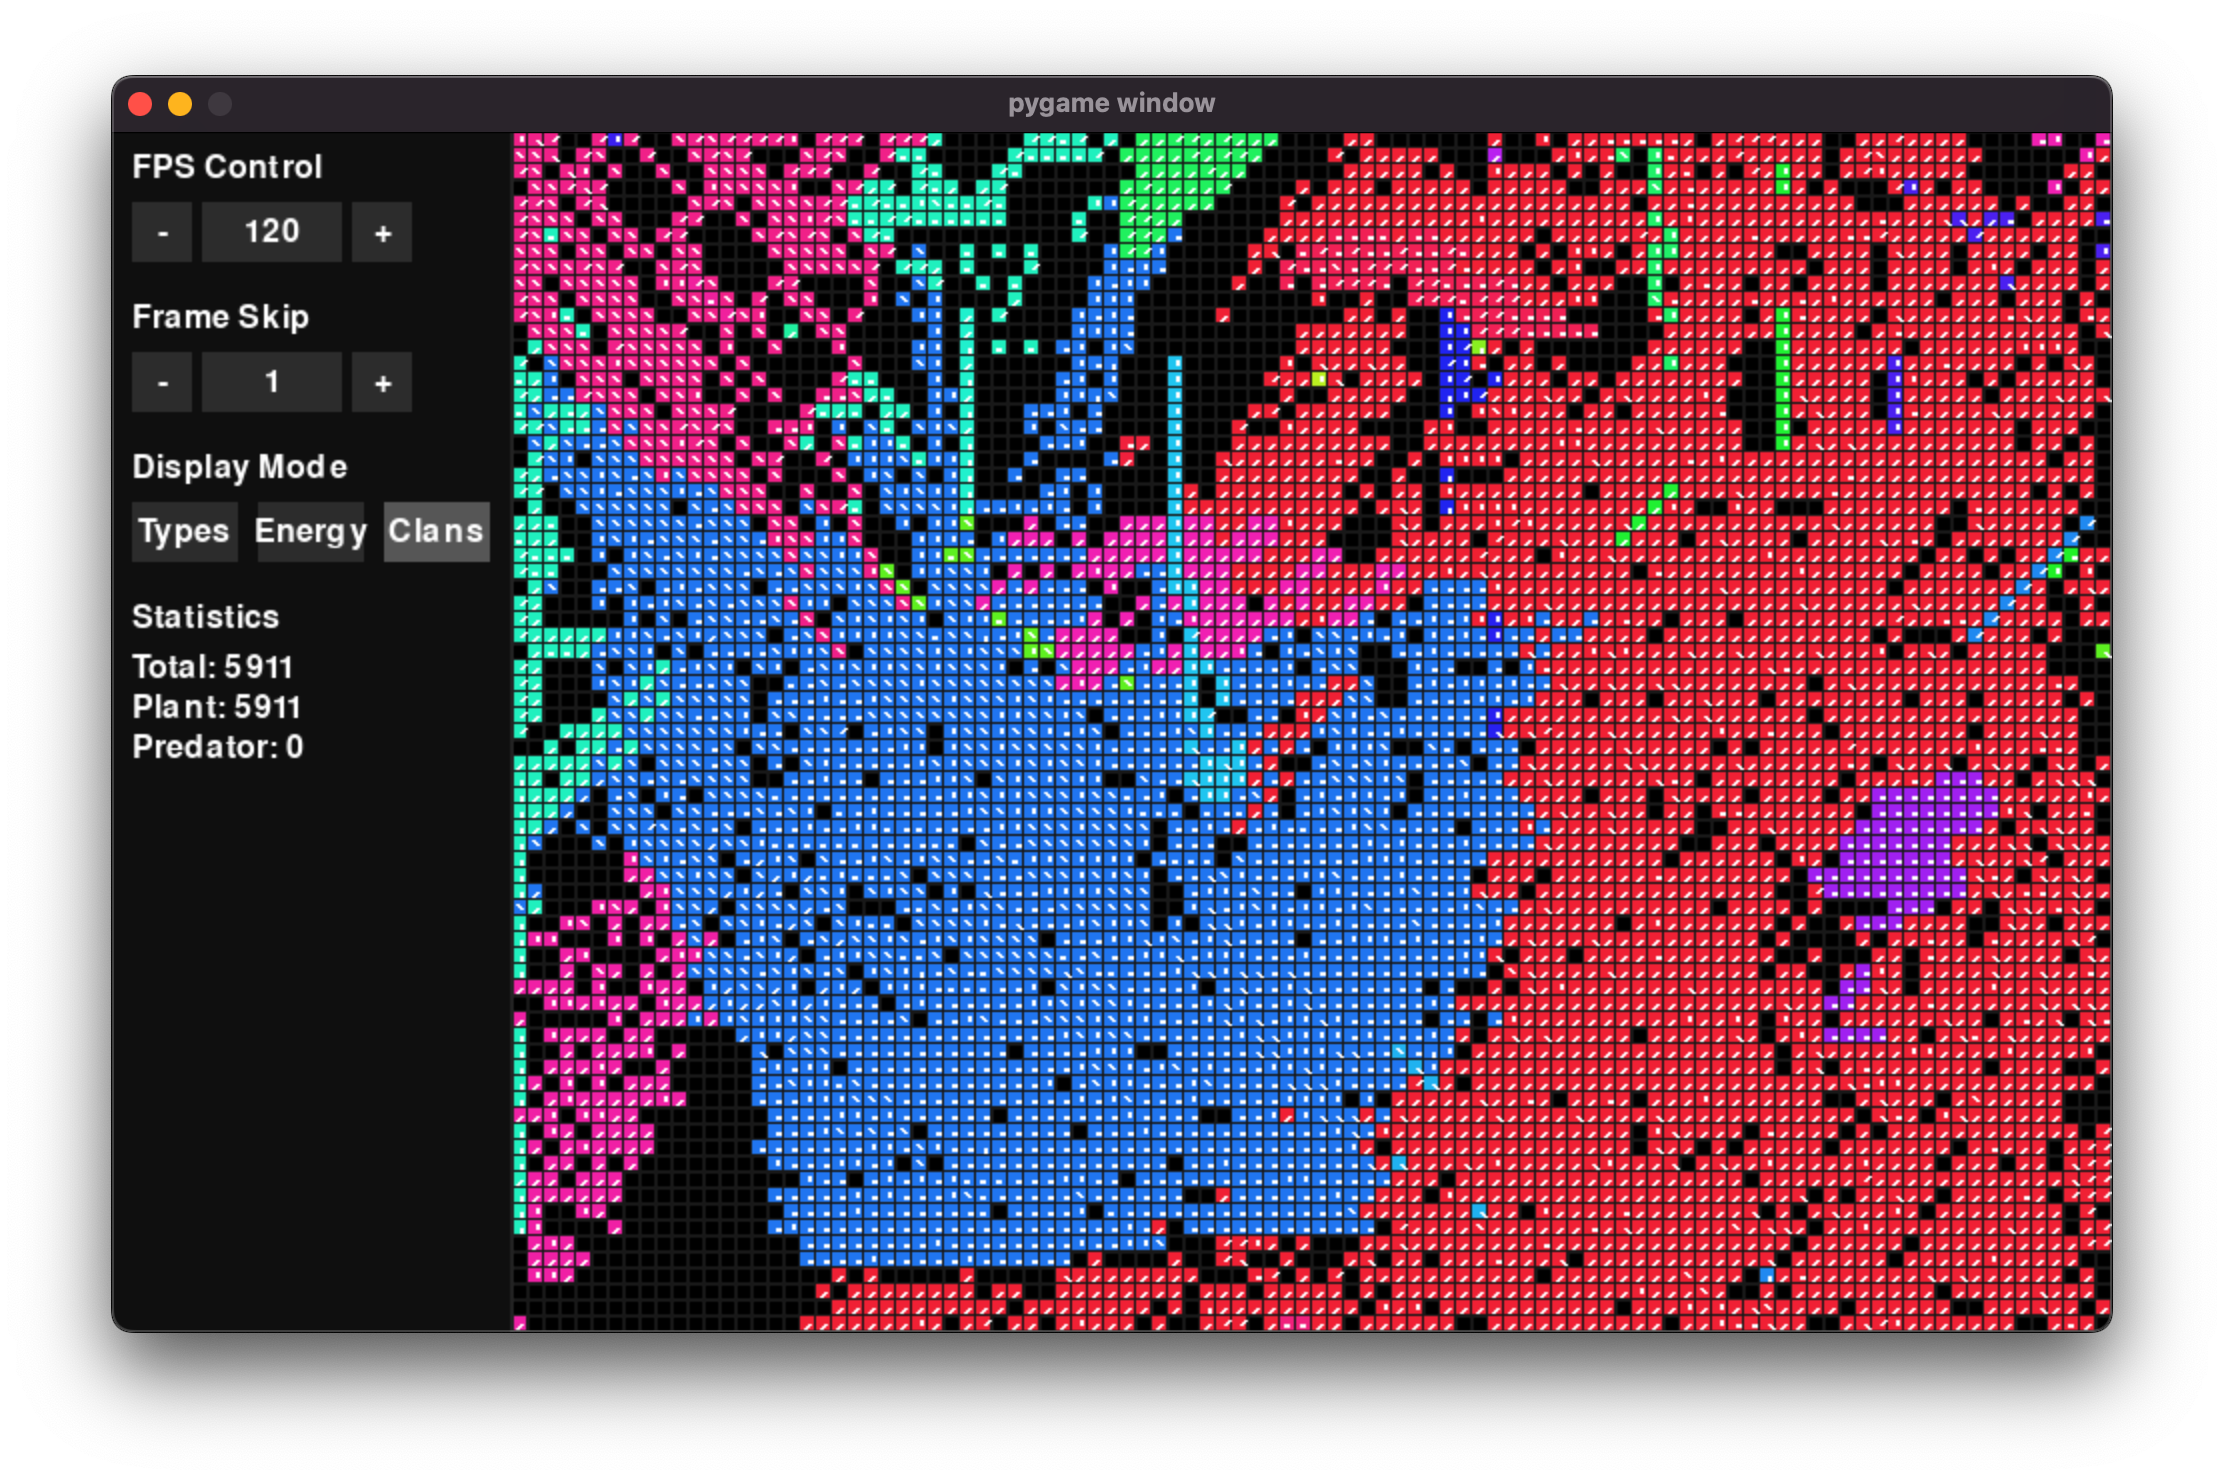 pygame window
FPS Control
- 120 +
Frame Skip
- 1 +
Display Mode
Types Energy Clans
Statistics
Total: 5911
Plant: 5911
Predator: 0